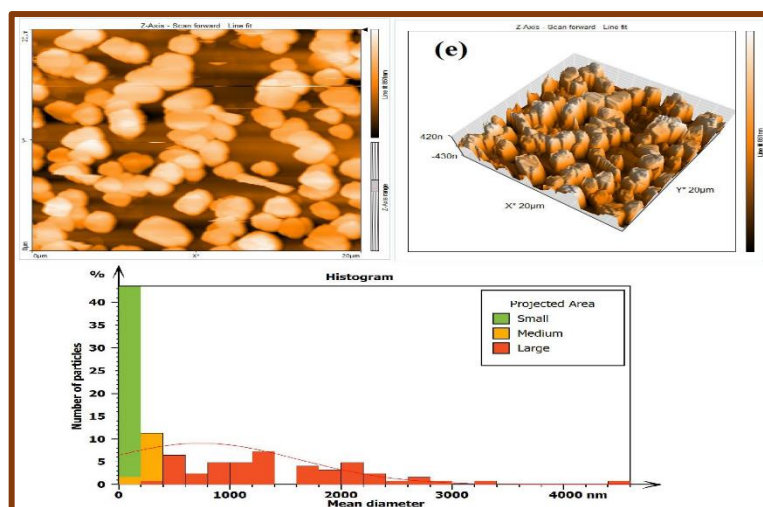 Z-Axis - Scan forward   Line fit
0µm
X*
20µm
Z-Axis range
Z-Axis - Scan forward   Line fit
(e)
420n
-430n
X* 20µm
Y* 20µm
Histogram
%
Number of particles
40
35
30
25
20
15
10
5
0
Projected Area
Small
Medium
Large
0
1000
2000
3000
4000 nm
Mean diameter